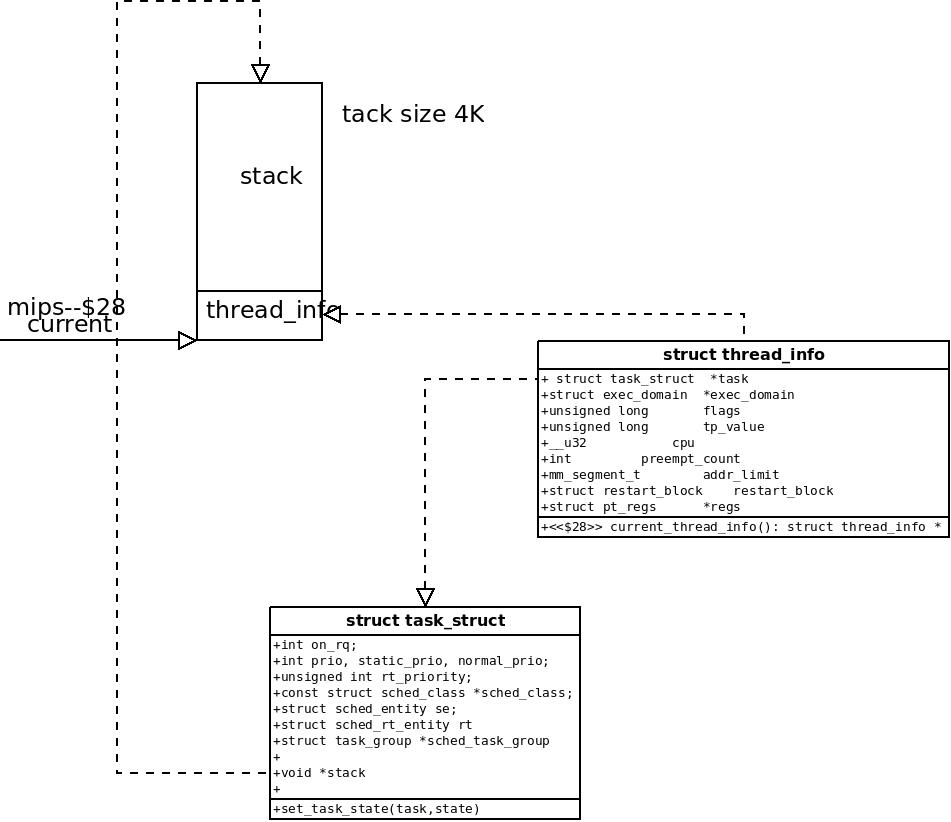 tack size 4K
stack
mips--$28
current
thread_info
struct thread_info
+ struct task_struct  *task
+struct exec_domain  *exec_domain
+unsigned long       flags
+unsigned long       tp_value
+__u32           cpu
+int         preempt_count
+mm_segment_t        addr_limit
+struct restart_block    restart_block
+struct pt_regs      *regs
+<<$28>> current_thread_info(): struct thread_info *
struct task_struct
+int on_rq;
+int prio, static_prio, normal_prio;
+unsigned int rt_priority;
+const struct sched_class *sched_class;
+struct sched_entity se;
+struct sched_rt_entity rt
+struct task_group *sched_task_group
+
+void *stack
+
+set_task_state(task,state)